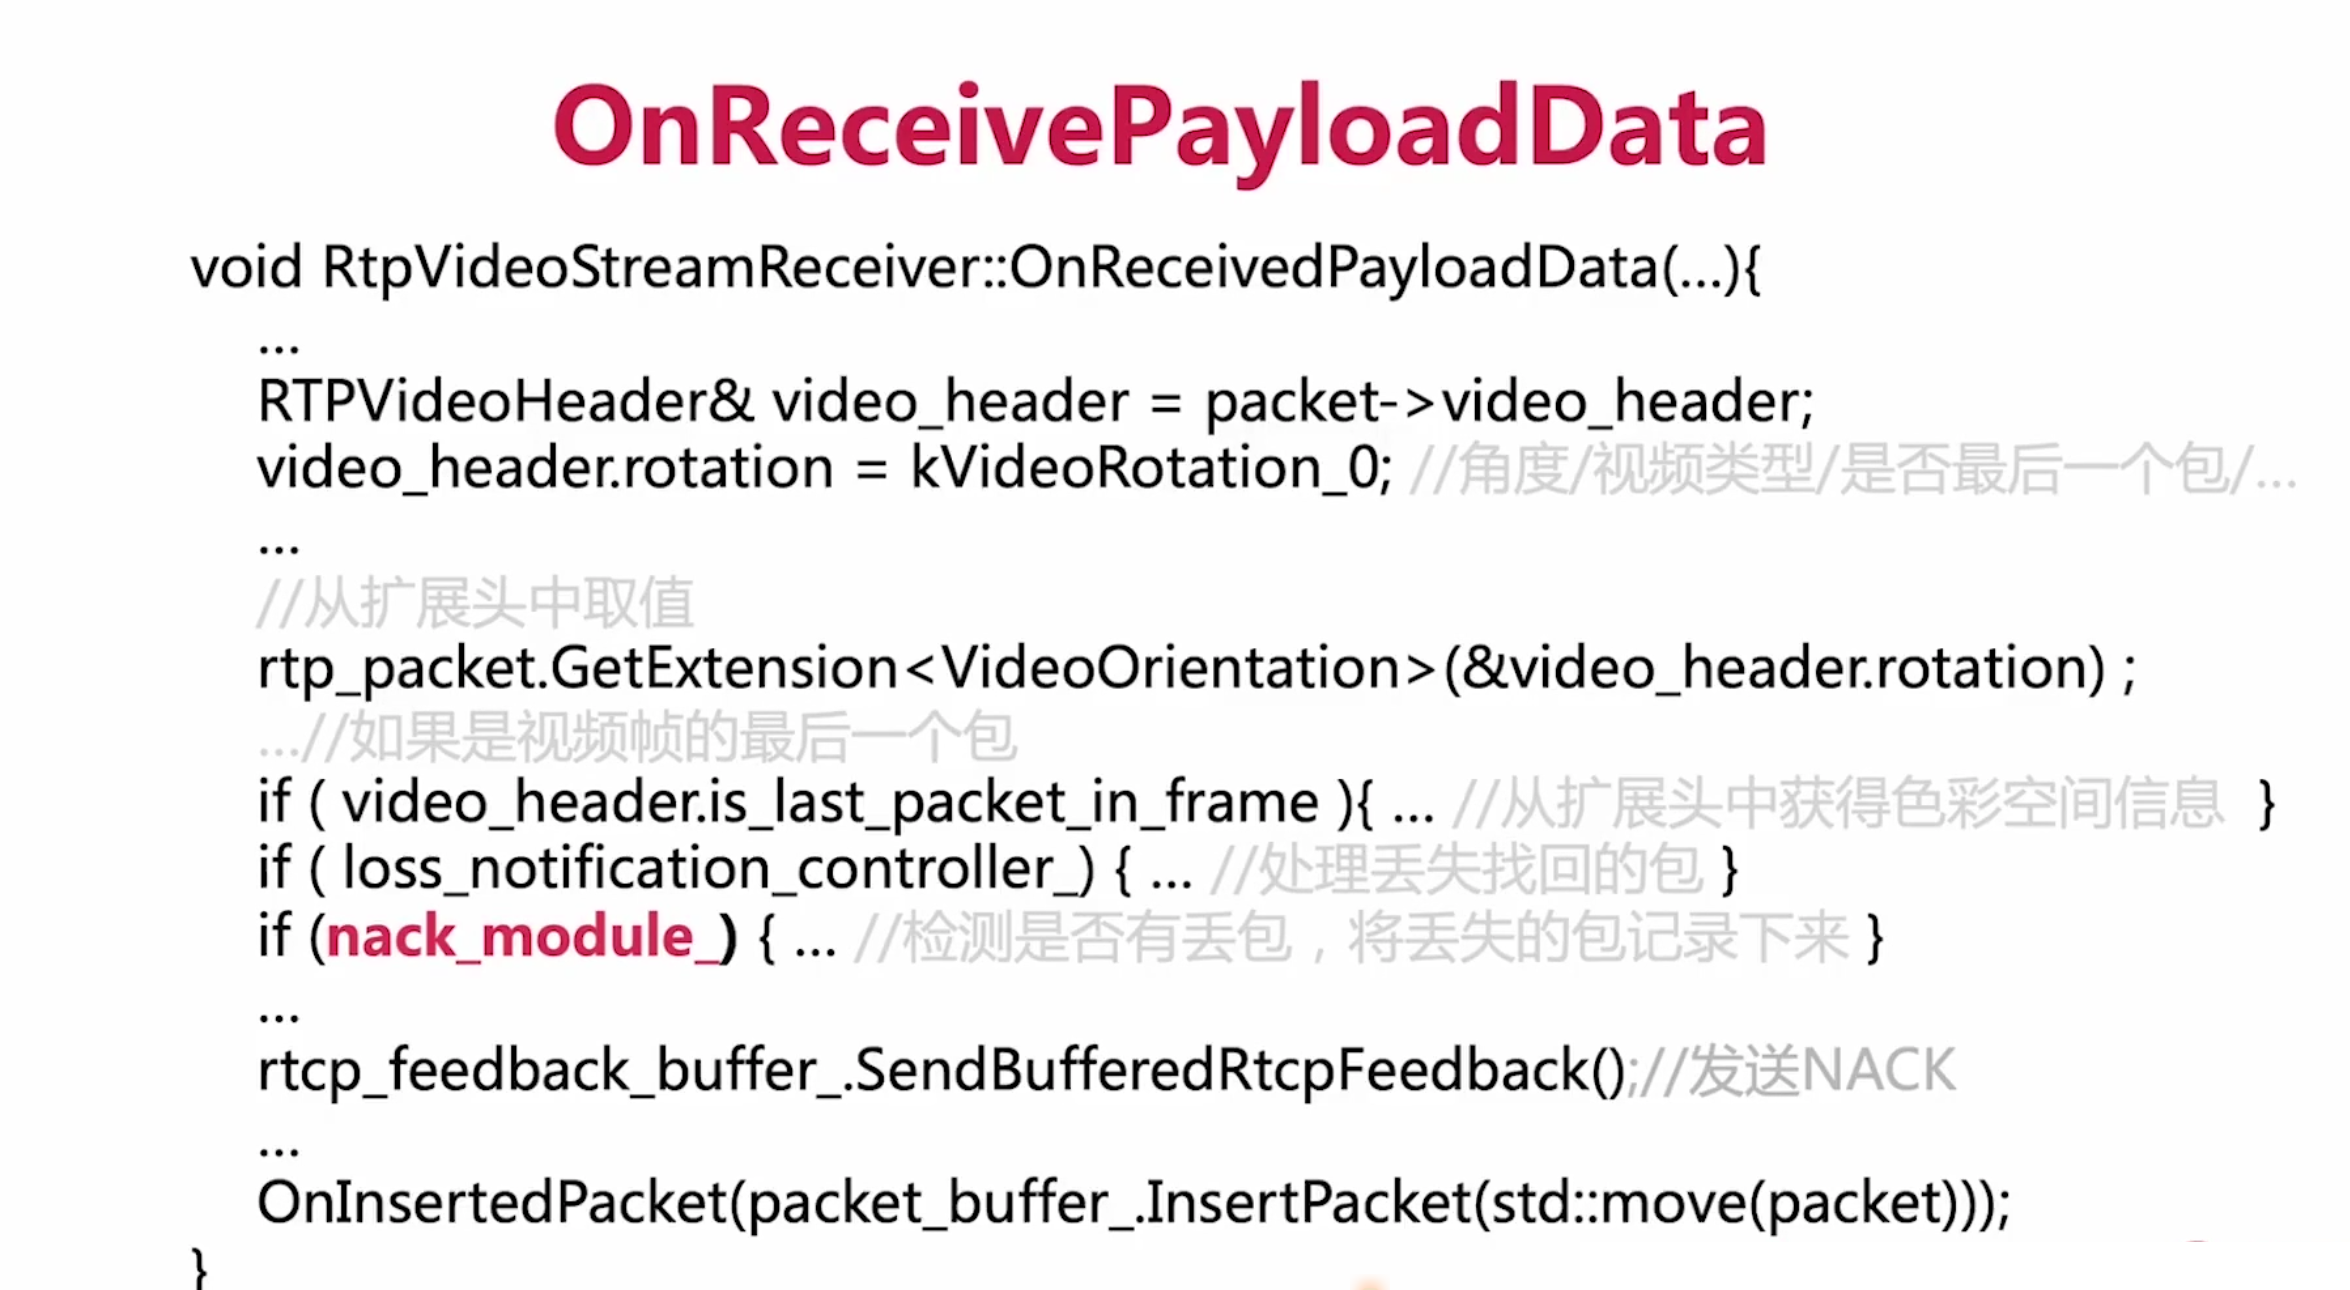 OnReceivePayloadData
void RtpVideoStreamReceiver::OnReceivedPayloadData(...){
...
RTPVideoHeader& video_header = packet->video_header;
video_header.rotation = kVideoRotation_0; //角度/视频类型/是否最后一个包/...
...
//从扩展头中取值
rtp_packet.GetExtension<VideoOrientation>(&video_header.rotation) ;
...//如果是视频帧的最后一个包
if ( video_header.is_last_packet_in_frame ){ ... //从扩展头中获得色彩空间信息 }
if ( loss_notification_controller_) { ... //处理丢失找回的包 }
if (nack_module_) { ... //检测是否有丢包，将丢失的包记录下来 }
...
rtcp_feedback_buffer_.SendBufferedRtcpFeedback();//发送NACK
...
OnInsertedPacket(packet_buffer_.InsertPacket(std::move(packet)));
}